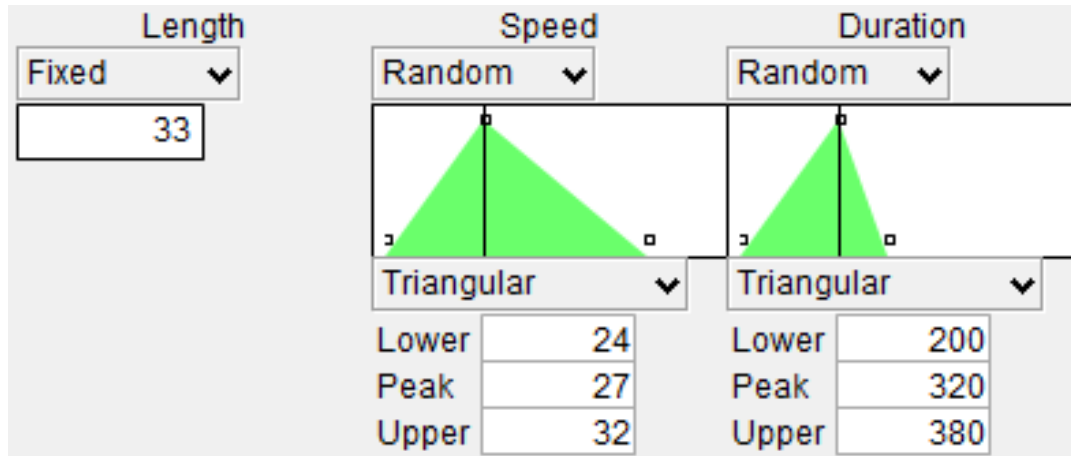 Length Speed Duration
Fixed Random Random
33
Triangular Triangular
Lower 24 Lower 200
Peak 27 Peak 320
Upper 32 Upper 380